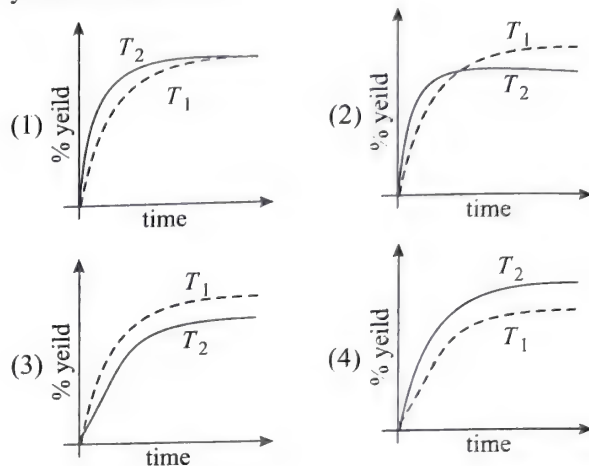 y
T2
T1
(1)
% yeild
time
T1
T2
(2)
% yeild
time
T1
T2
(3)
% yeild
time
T2
T1
(4)
% yeild
time